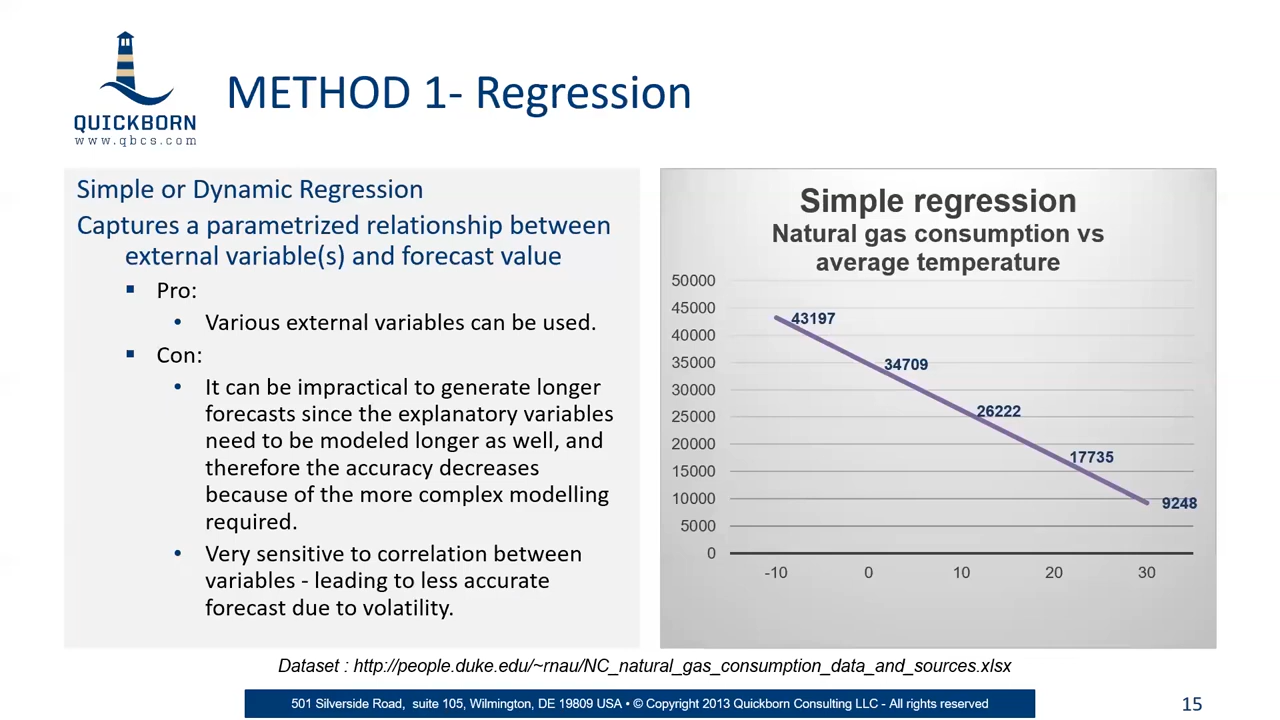 QUICKBORN
www.qbcs.com
METHOD 1- Regression
Simple or Dynamic Regression
Captures a parametrized relationship between
external variable(s) and forecast value
▪ Pro:
• Various external variables can be used.
▪ Con:
• It can be impractical to generate longer
forecasts since the explanatory variables
need to be modeled longer as well, and
therefore the accuracy decreases
because of the more complex modelling
required.
• Very sensitive to correlation between
variables - leading to less accurate
forecast due to volatility.
Simple regression
Natural gas consumption vs
average temperature
50000
45000
40000
35000
30000
25000
20000
15000
10000
5000
0
43197
34709
26222
17735
9248
-10 0 10 20 30
Dataset : http://people.duke.edu/~rnau/NC_natural_gas_consumption_data_and_sources.xlsx
501 Silverside Road, suite 105, Wilmington, DE 19809 USA • © Copyright 2013 Quickborn Consulting LLC - All rights reserved
15